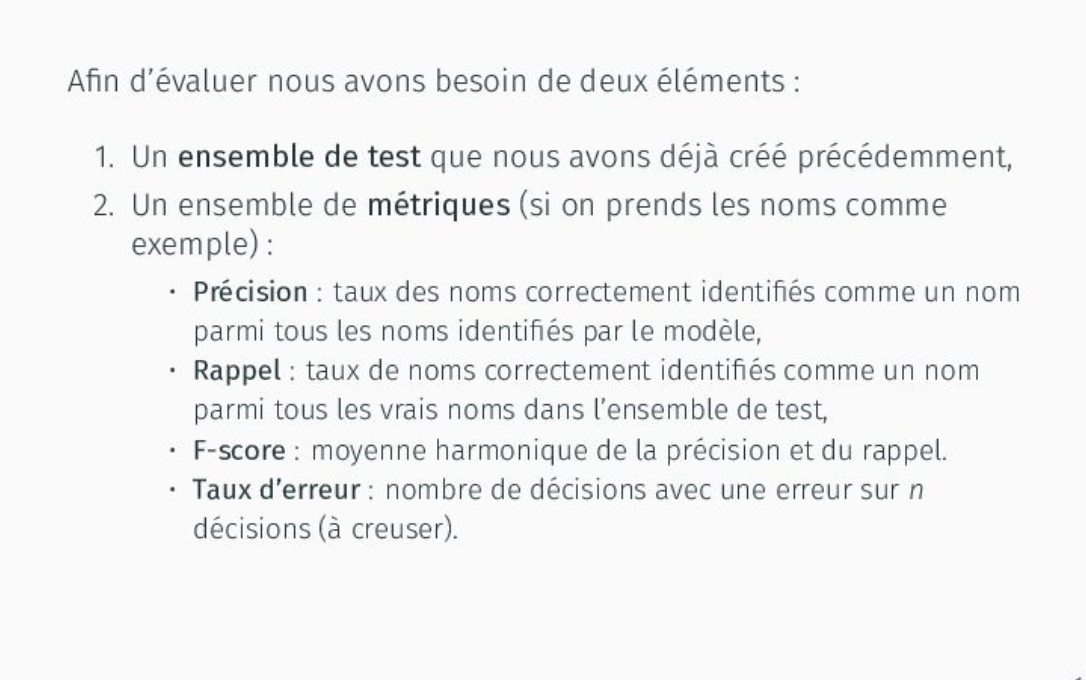 Afin d'évaluer nous avons besoin de deux éléments :
1. Un ensemble de test que nous avons déjà créé précédemment,
2. Un ensemble de métriques (si on prends les noms comme
exemple) :
· Précision : taux des noms correctement identifiés comme un nom
parmi tous les noms identifiés par le modèle,
· Rappel : taux de noms correctement identifiés comme un nom
parmi tous les vrais noms dans l'ensemble de test,
· F-score : moyenne harmonique de la précision et du rappel.
· Taux d'erreur : nombre de décisions avec une erreur sur n
décisions (à creuser).